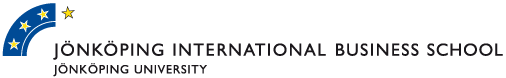 JÖNKÖPING INTERNATIONAL BUSINESS SCHOOL
JÖNKÖPING UNIVERSITY